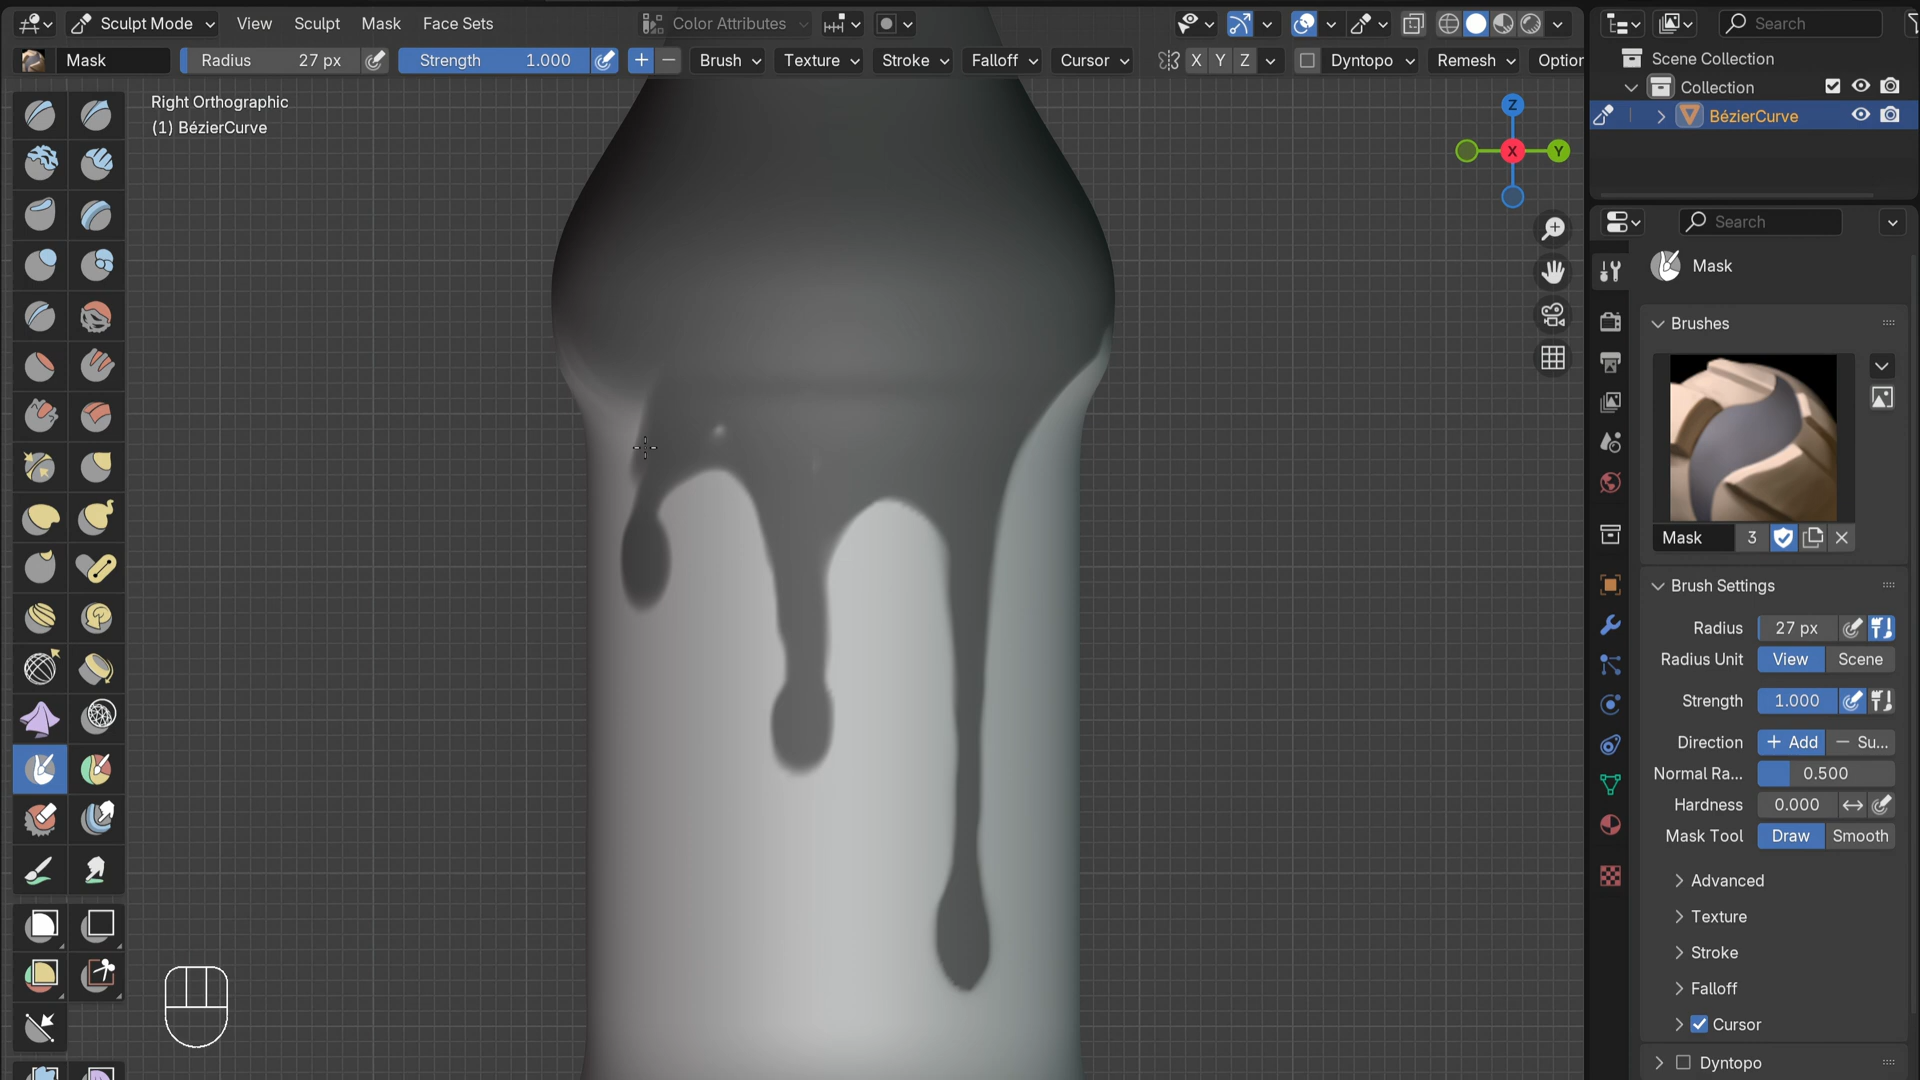 Sculpt Mode View Sculpt Mask Face Sets Color Attributes Search
Mask Radius 27 px Strength 1.000 Brush Texture Stroke Falloff Cursor X Y Z Dyntopo Remesh Option
Scene Collection
Collection
BézierCurve
Right Orthographic
(1) BézierCurve
Z
X
Y
Search
Mask
Brushes
Mask 3
Brush Settings
Radius 27 px
Radius Unit View Scene
Strength 1.000
Direction + Add − Su...
Normal Ra... 0.500
Hardness 0.000
Mask Tool Draw Smooth
Advanced
Texture
Stroke
Falloff
Cursor
Dyntopo